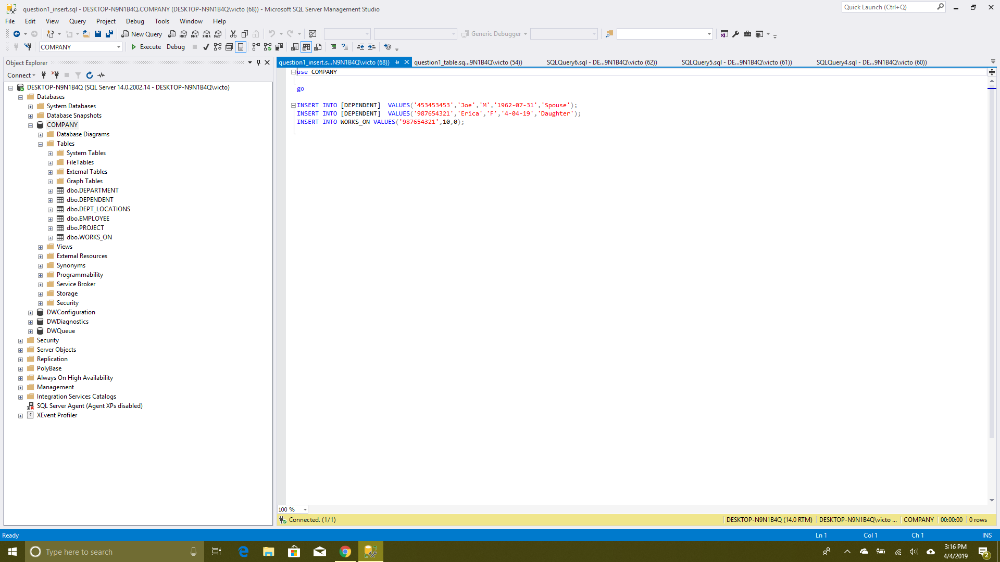 question1_insert.sql - DESKTOP-N9N1B4Q.COMPANY (DESKTOP-N9N1B4Q\victo (68)) - Microsoft SQL Server Management Studio
Quick Launch (Ctrl+Q)
File Edit View Query Project Debug Tools Window Help
New Query MDX DMX XMLA DAX Generic Debugger
COMPANY Execute Debug
Object Explorer
question1_insert.s...N9N1B4Q\victo (68)) question1_table.sq...9N1B4Q\victo (54)) SQLQuery6.sql - DE...9N1B4Q\victo (62)) SQLQuery5.sql - DE...9N1B4Q\victo (61)) SQLQuery4.sql - DE...9N1B4Q\victo (60))
Connect
DESKTOP-N9N1B4Q (SQL Server 14.0.2002.14 - DESKTOP-N9N1B4Q\victo)
Databases
System Databases
Database Snapshots
COMPANY
Database Diagrams
Tables
System Tables
FileTables
External Tables
Graph Tables
dbo.DEPARTMENT
dbo.DEPENDENT
dbo.DEPT_LOCATIONS
dbo.EMPLOYEE
dbo.PROJECT
dbo.WORKS_ON
Views
External Resources
Synonyms
Programmability
Service Broker
Storage
Security
DWConfiguration
DWDiagnostics
DWQueue
Security
Server Objects
Replication
PolyBase
Always On High Availability
Management
Integration Services Catalogs
SQL Server Agent (Agent XPs disabled)
XEvent Profiler
use COMPANY
go
INSERT INTO [DEPENDENT]  VALUES('453453453','Joe','M','1962-07-31','Spouse');
INSERT INTO [DEPENDENT]  VALUES('987654321','Erica','F','4-04-19','Daughter');
INSERT INTO WORKS_ON VALUES('987654321',10,0);
100 %
Connected. (1/1) DESKTOP-N9N1B4Q (14.0 RTM) DESKTOP-N9N1B4Q\victo ... COMPANY 00:00:00 0 rows
Ready Ln 1 Col 1 Ch 1 INS
Type here to search
3:16 PM
4/4/2019
2